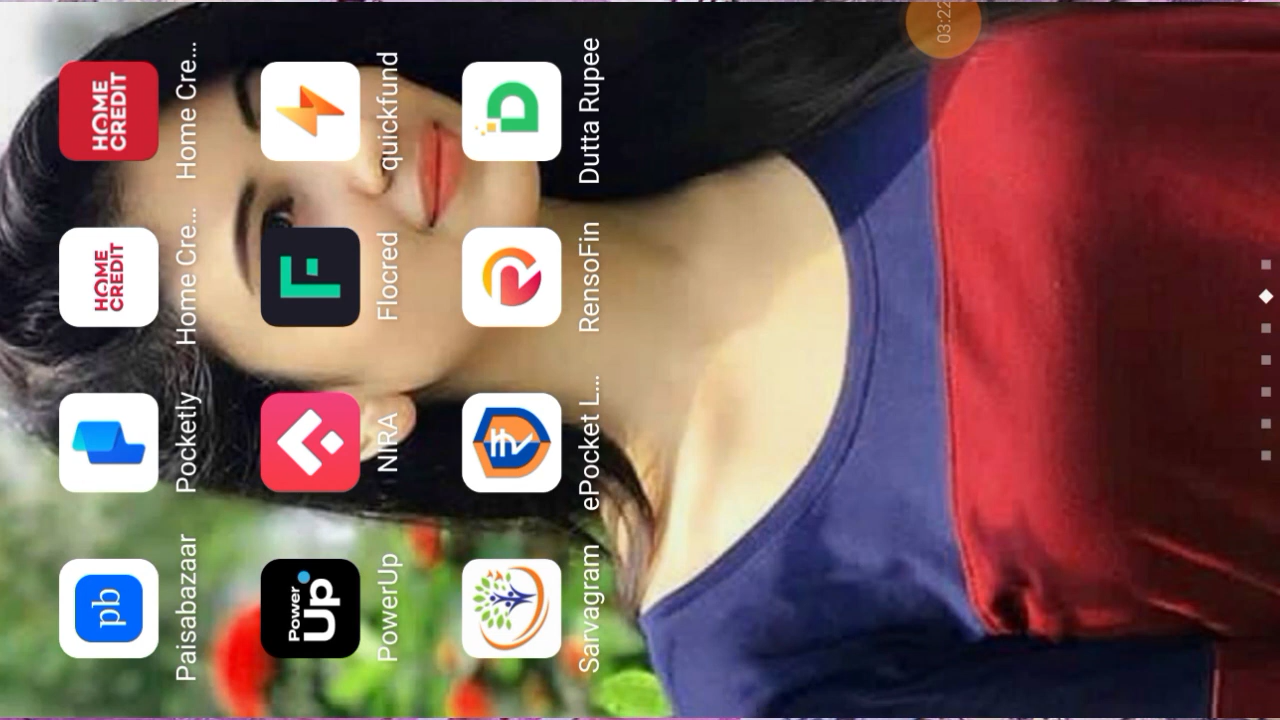 03:22
pb
Paisabazaar
Pocketly
HOME CREDIT
Home Cre...
HOME CREDIT
Home Cre...
Power Up
PowerUp
NIRA
Flocred
quickfund
Sarvagram
ePocket L...
RensoFin
Dutta Rupee